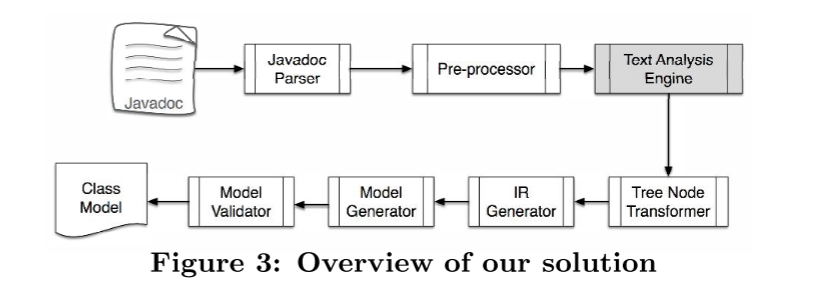 Javadoc
Javadoc
Parser
Pre-processor
Text Analysis
Engine
Class
Model
Model
Validator
Model
Generator
IR
Generator
Tree Node
Transformer
Figure 3: Overview of our solution